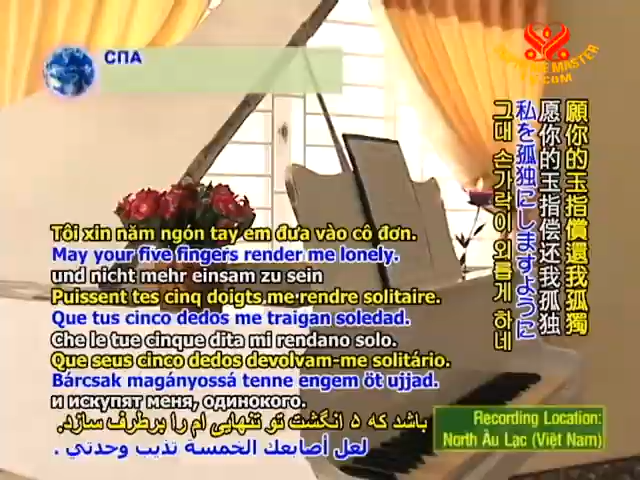 СПА
SUPREME MASTER
TV.COM
願你的玉指償還我孤獨
愿你的玉指偿还我孤独
私を孤独にしますように
그대 손가락이 외롭게 하네
Tôi xin năm ngón tay em đưa vào cô đơn.
May your five fingers render me lonely.
und nicht mehr einsam zu sein
Puissent tes cinq doigts me rendre solitaire.
Que tus cinco dedos me traigan soledad.
Che le tue cinque dita mi rendano solo.
Que seus cinco dedos devolvam-me solitário.
Bárcsak magányossá tenne engem öt ujjad.
и искупят меня, одинокого.
باشد که ۵ انگشت تو تنهایی ام را برطرف سازد.
لعل أصابعك الخمسة تذيب وحدتي .
Recording Location:
North Âu Lạc (Việt Nam)